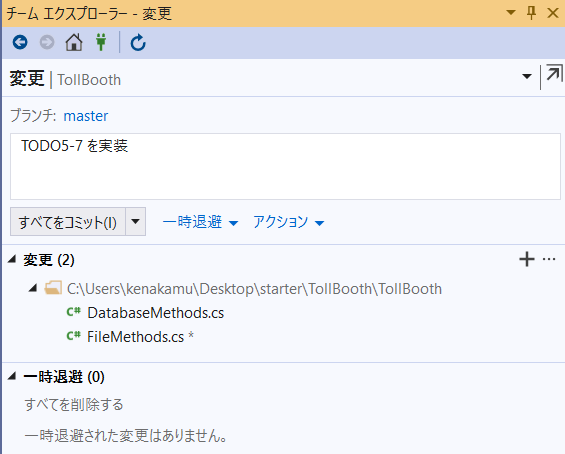 チーム エクスプローラー - 変更
変更 | TollBooth
ブランチ: master
TODO5-7 を実装
すべてをコミット(I) 一時退避 アクション
変更 (2)
C:\Users\kenakamu\Desktop\starter\TollBooth\TollBooth
C# DatabaseMethods.cs
C# FileMethods.cs *
一時退避 (0)
すべてを削除する
一時退避された変更はありません。